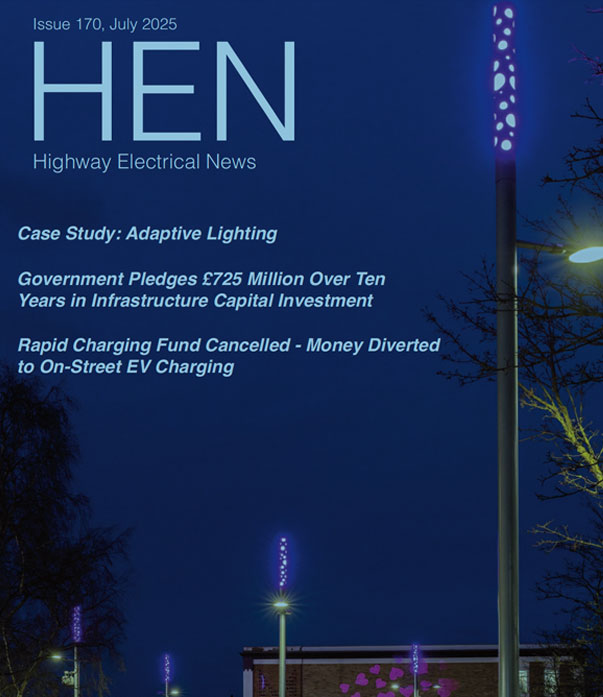 Issue 170, July 2025
HEN
Highway Electrical News
Case Study: Adaptive Lighting
Government Pledges £725 Million Over Ten
Years in Infrastructure Capital Investment
Rapid Charging Fund Cancelled - Money Diverted
to On-Street EV Charging